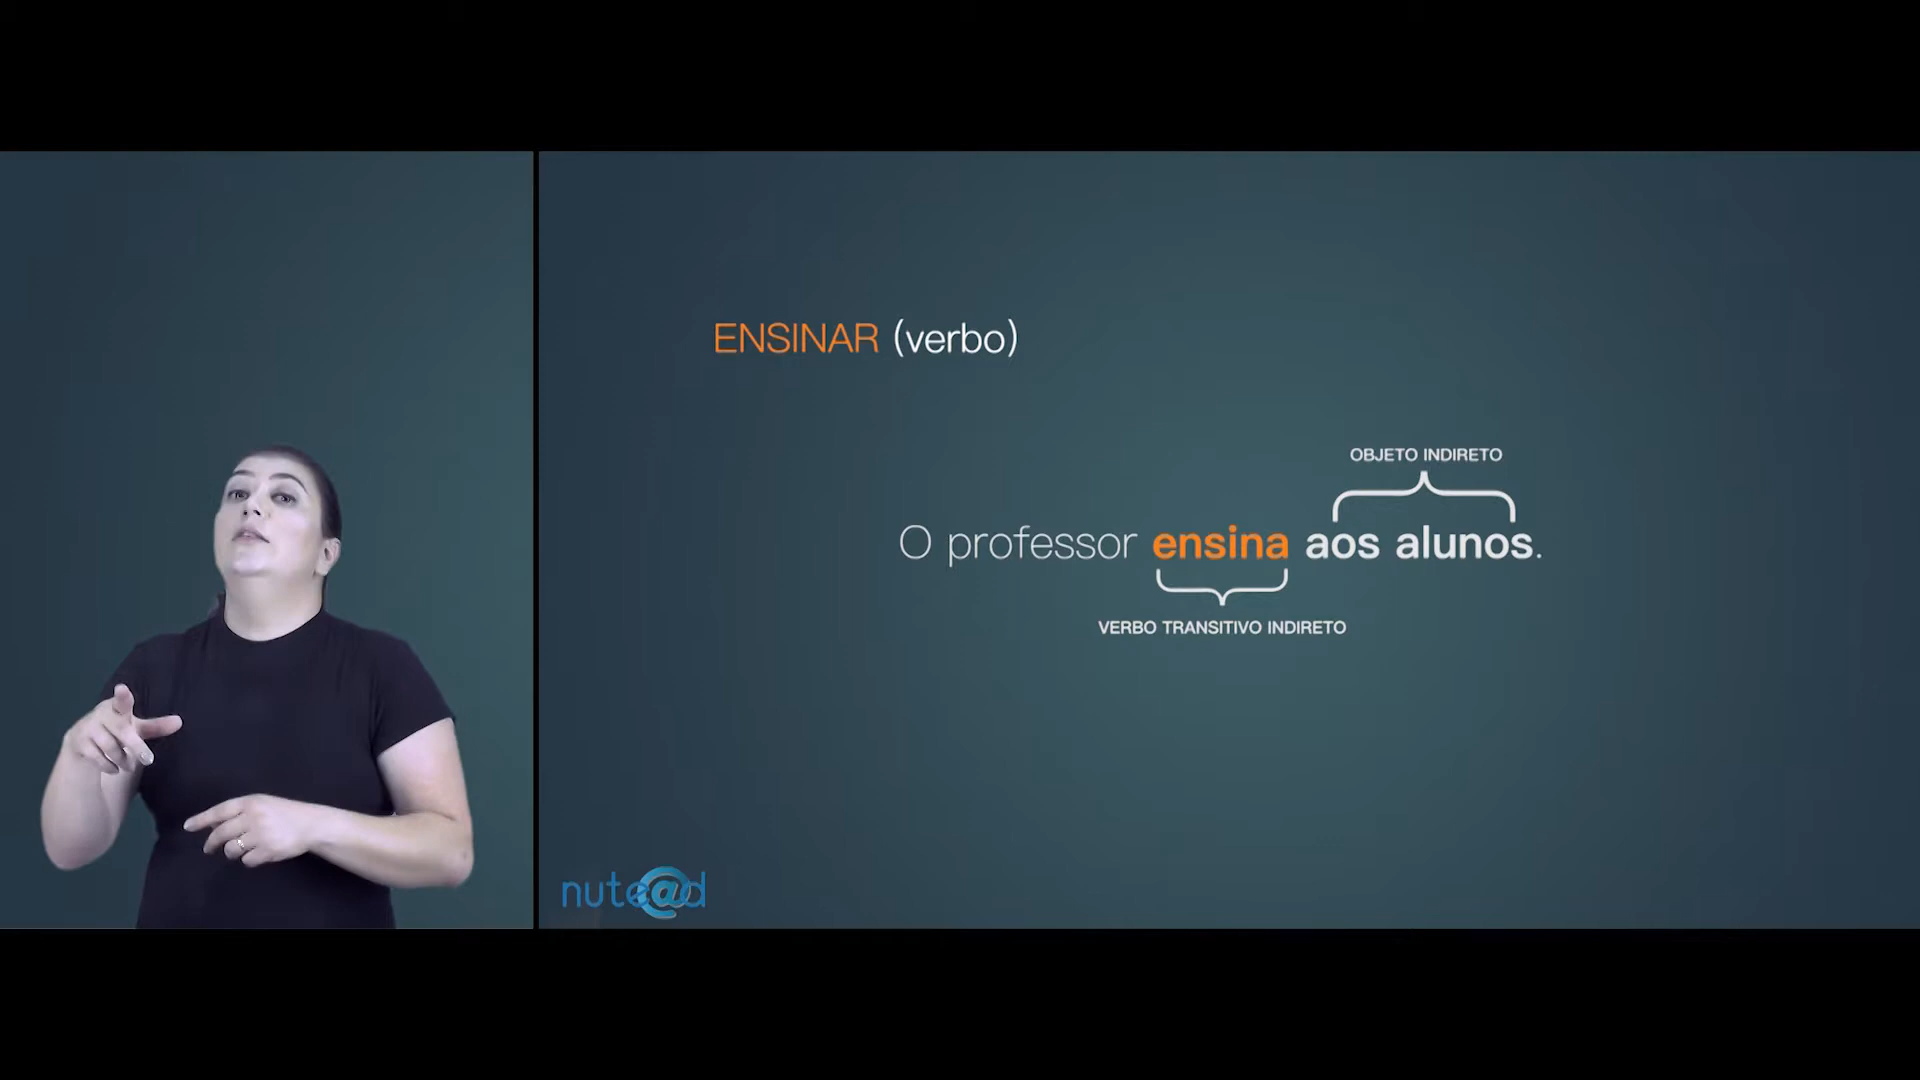 ENSINAR (verbo)
OBJETO INDIRETO
O professor ensina aos alunos.
VERBO TRANSITIVO INDIRETO
nute@d